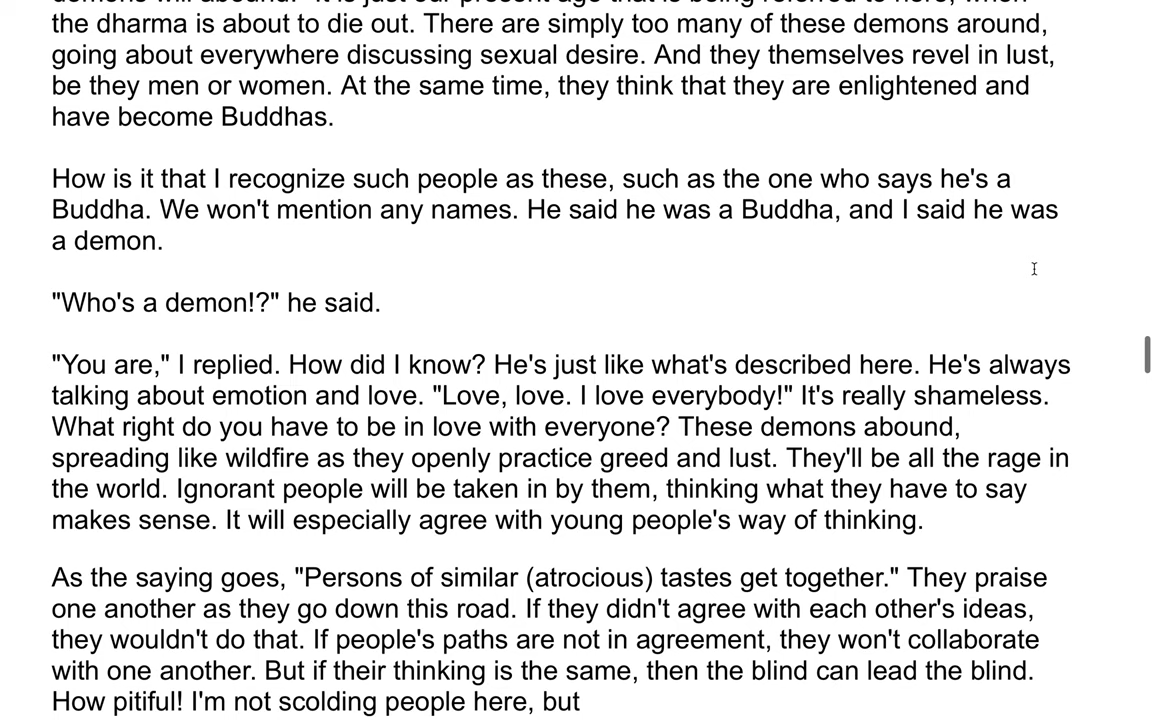 the dharma is about to die out. There are simply too many of these demons around,
going about everywhere discussing sexual desire. And they themselves revel in lust,
be they men or women. At the same time, they think that they are enlightened and
have become Buddhas.
How is it that I recognize such people as these, such as the one who says he's a
Buddha. We won't mention any names. He said he was a Buddha, and I said he was
a demon.
"Who's a demon!?" he said.
"You are," I replied. How did I know? He's just like what's described here. He's always
talking about emotion and love. "Love, love. I love everybody!" It's really shameless.
What right do you have to be in love with everyone? These demons abound,
spreading like wildfire as they openly practice greed and lust. They'll be all the rage in
the world. Ignorant people will be taken in by them, thinking what they have to say
makes sense. It will especially agree with young people's way of thinking.
As the saying goes, "Persons of similar (atrocious) tastes get together." They praise
one another as they go down this road. If they didn't agree with each other's ideas,
they wouldn't do that. If people's paths are not in agreement, they won't collaborate
with one another. But if their thinking is the same, then the blind can lead the blind.
How pitiful! I'm not scolding people here, but